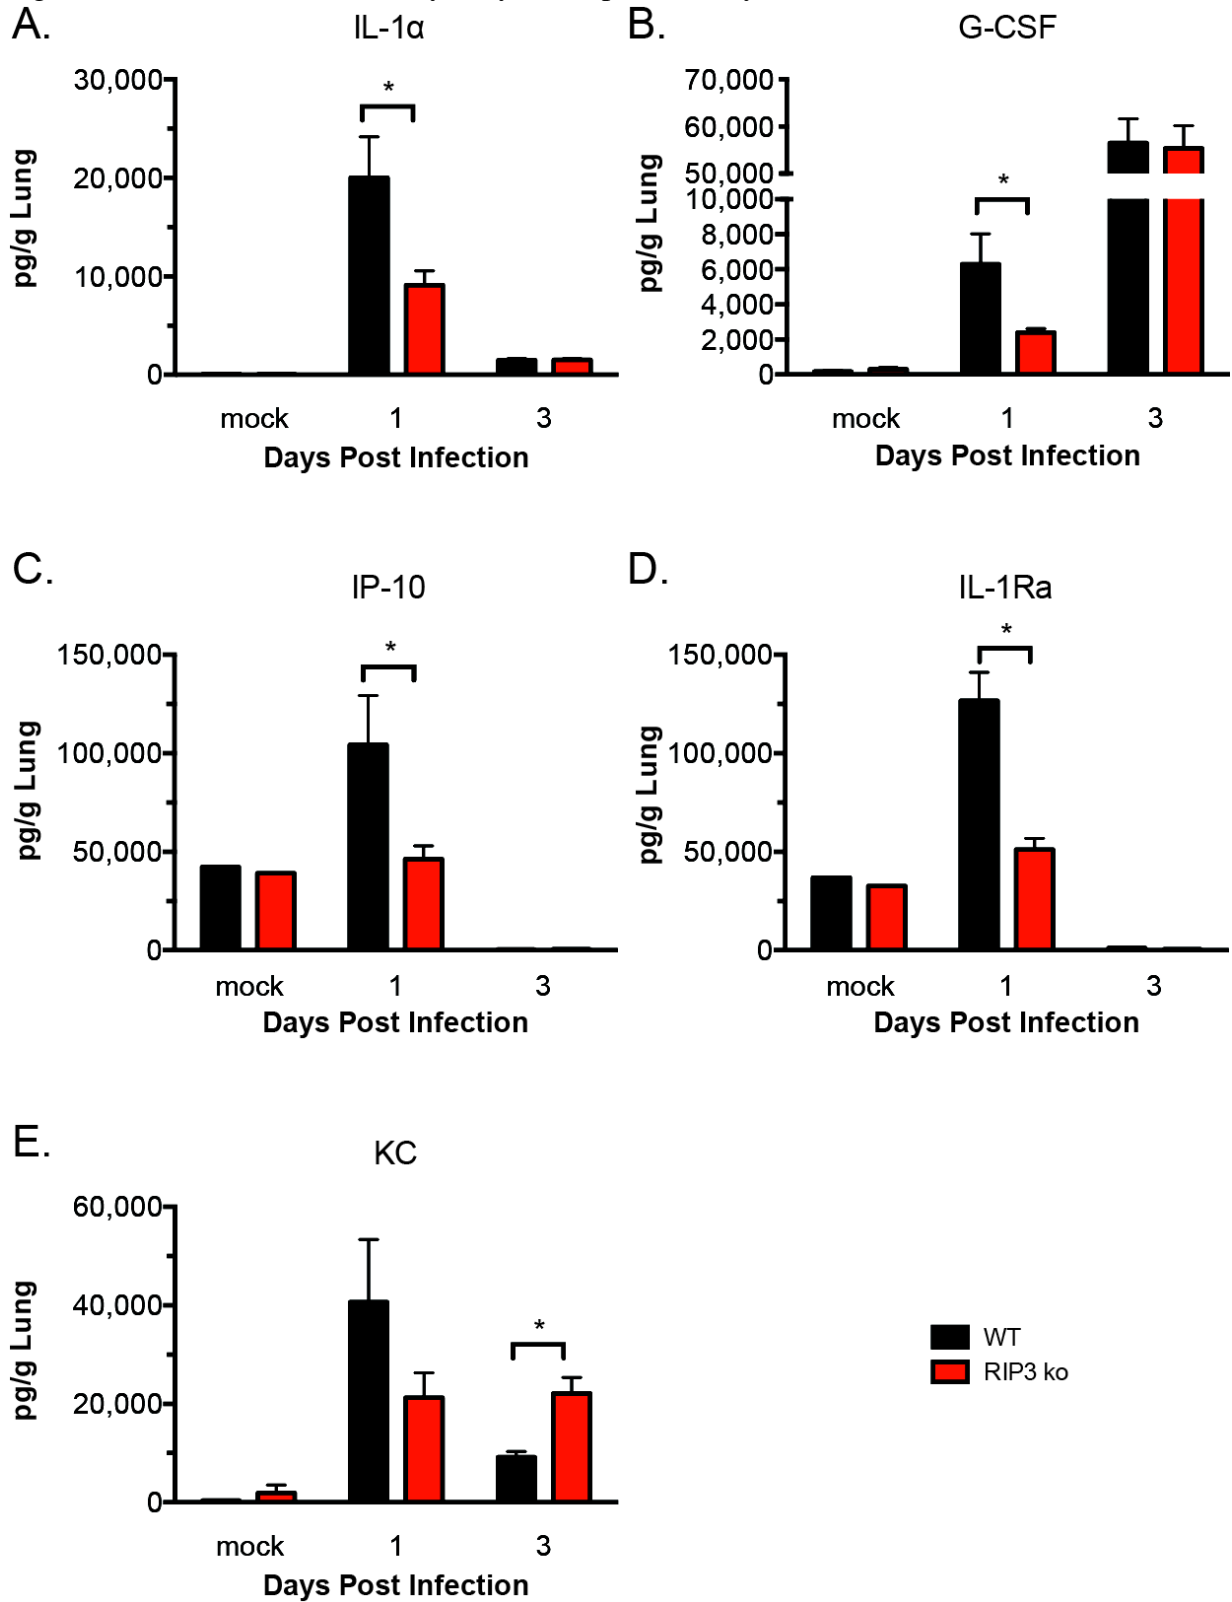 A.
IL-1α
30,000
20,000
10,000
0
pg/g Lung
*
mock 1 3
Days Post Infection
B.
G-CSF
70,000
60,000
50,000
10,000
8,000
6,000
4,000
2,000
0
pg/g Lung
*
mock 1 3
Days Post Infection
C.
IP-10
150,000
100,000
50,000
0
pg/g Lung
*
mock 1 3
Days Post Infection
D.
IL-1Ra
150,000
100,000
50,000
0
pg/g Lung
*
mock 1 3
Days Post Infection
E.
KC
60,000
40,000
20,000
0
pg/g Lung
*
mock 1 3
Days Post Infection
WT
RIP3 ko